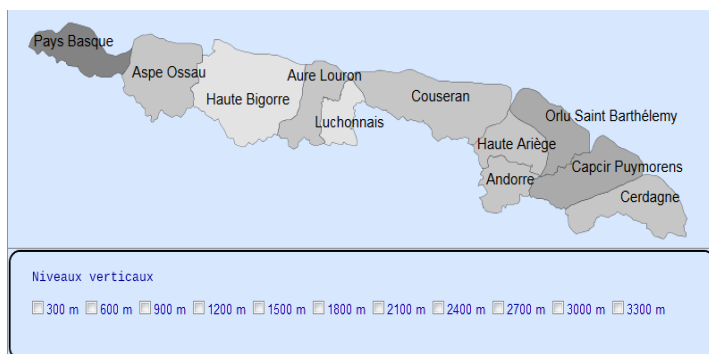 Pays Basque
Aspe Ossau
Haute Bigorre
Aure Louron
Luchonnais
Couseran
Orlu Saint Barthélemy
Haute Ariège
Capcir Puymorens
Andorre
Cerdagne
Niveaux verticaux
300 m 600 m 900 m 1200 m 1500 m 1800 m 2100 m 2400 m 2700 m 3000 m 3300 m